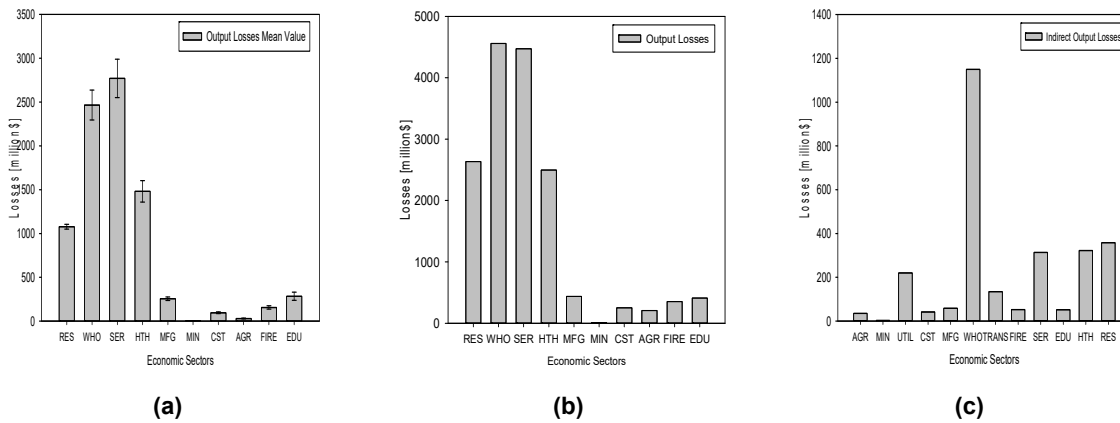 Losses [million$]
3500
3000
2500
2000
1500
1000
500
0
Output Losses Mean Value
RES WHO SER HTH MFG MIN CST AGR FIRE EDU
Economic Sectors
(a)
Losses [million$]
5000
4000
3000
2000
1000
0
Output Losses
RES WHO SER HTH MFG MIN CST AGR FIRE EDU
Economic Sectors
(b)
Losses [million$]
1400
1200
1000
800
600
400
200
0
Indirect Output Losses
AGR MIN UTIL CST MFG WHO TRANS FIRE SER EDU HTH RES
Economic Sectors
(c)